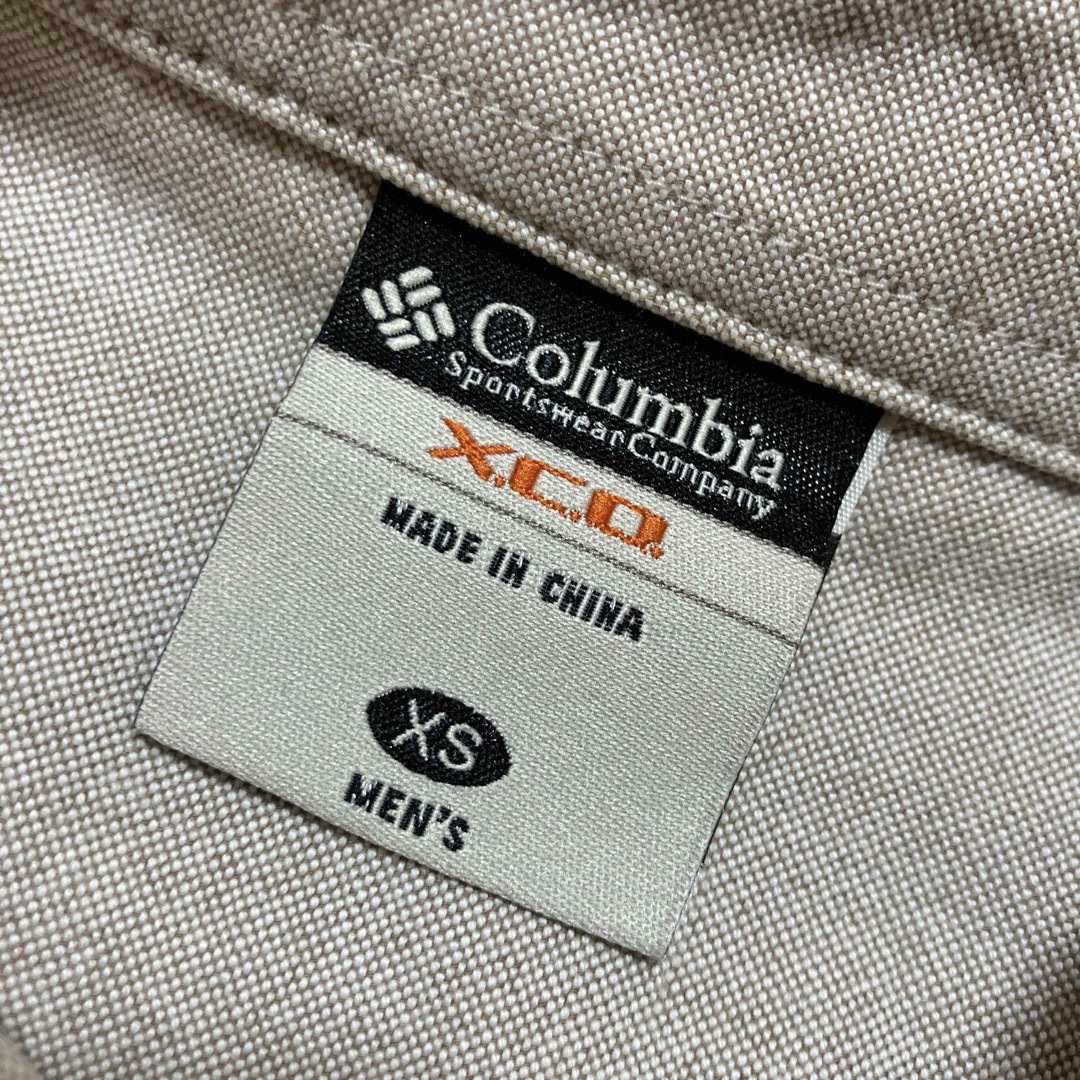 Columbia
Sportswear Company
X.C.O.
MADE IN CHINA
XS
MEN'S